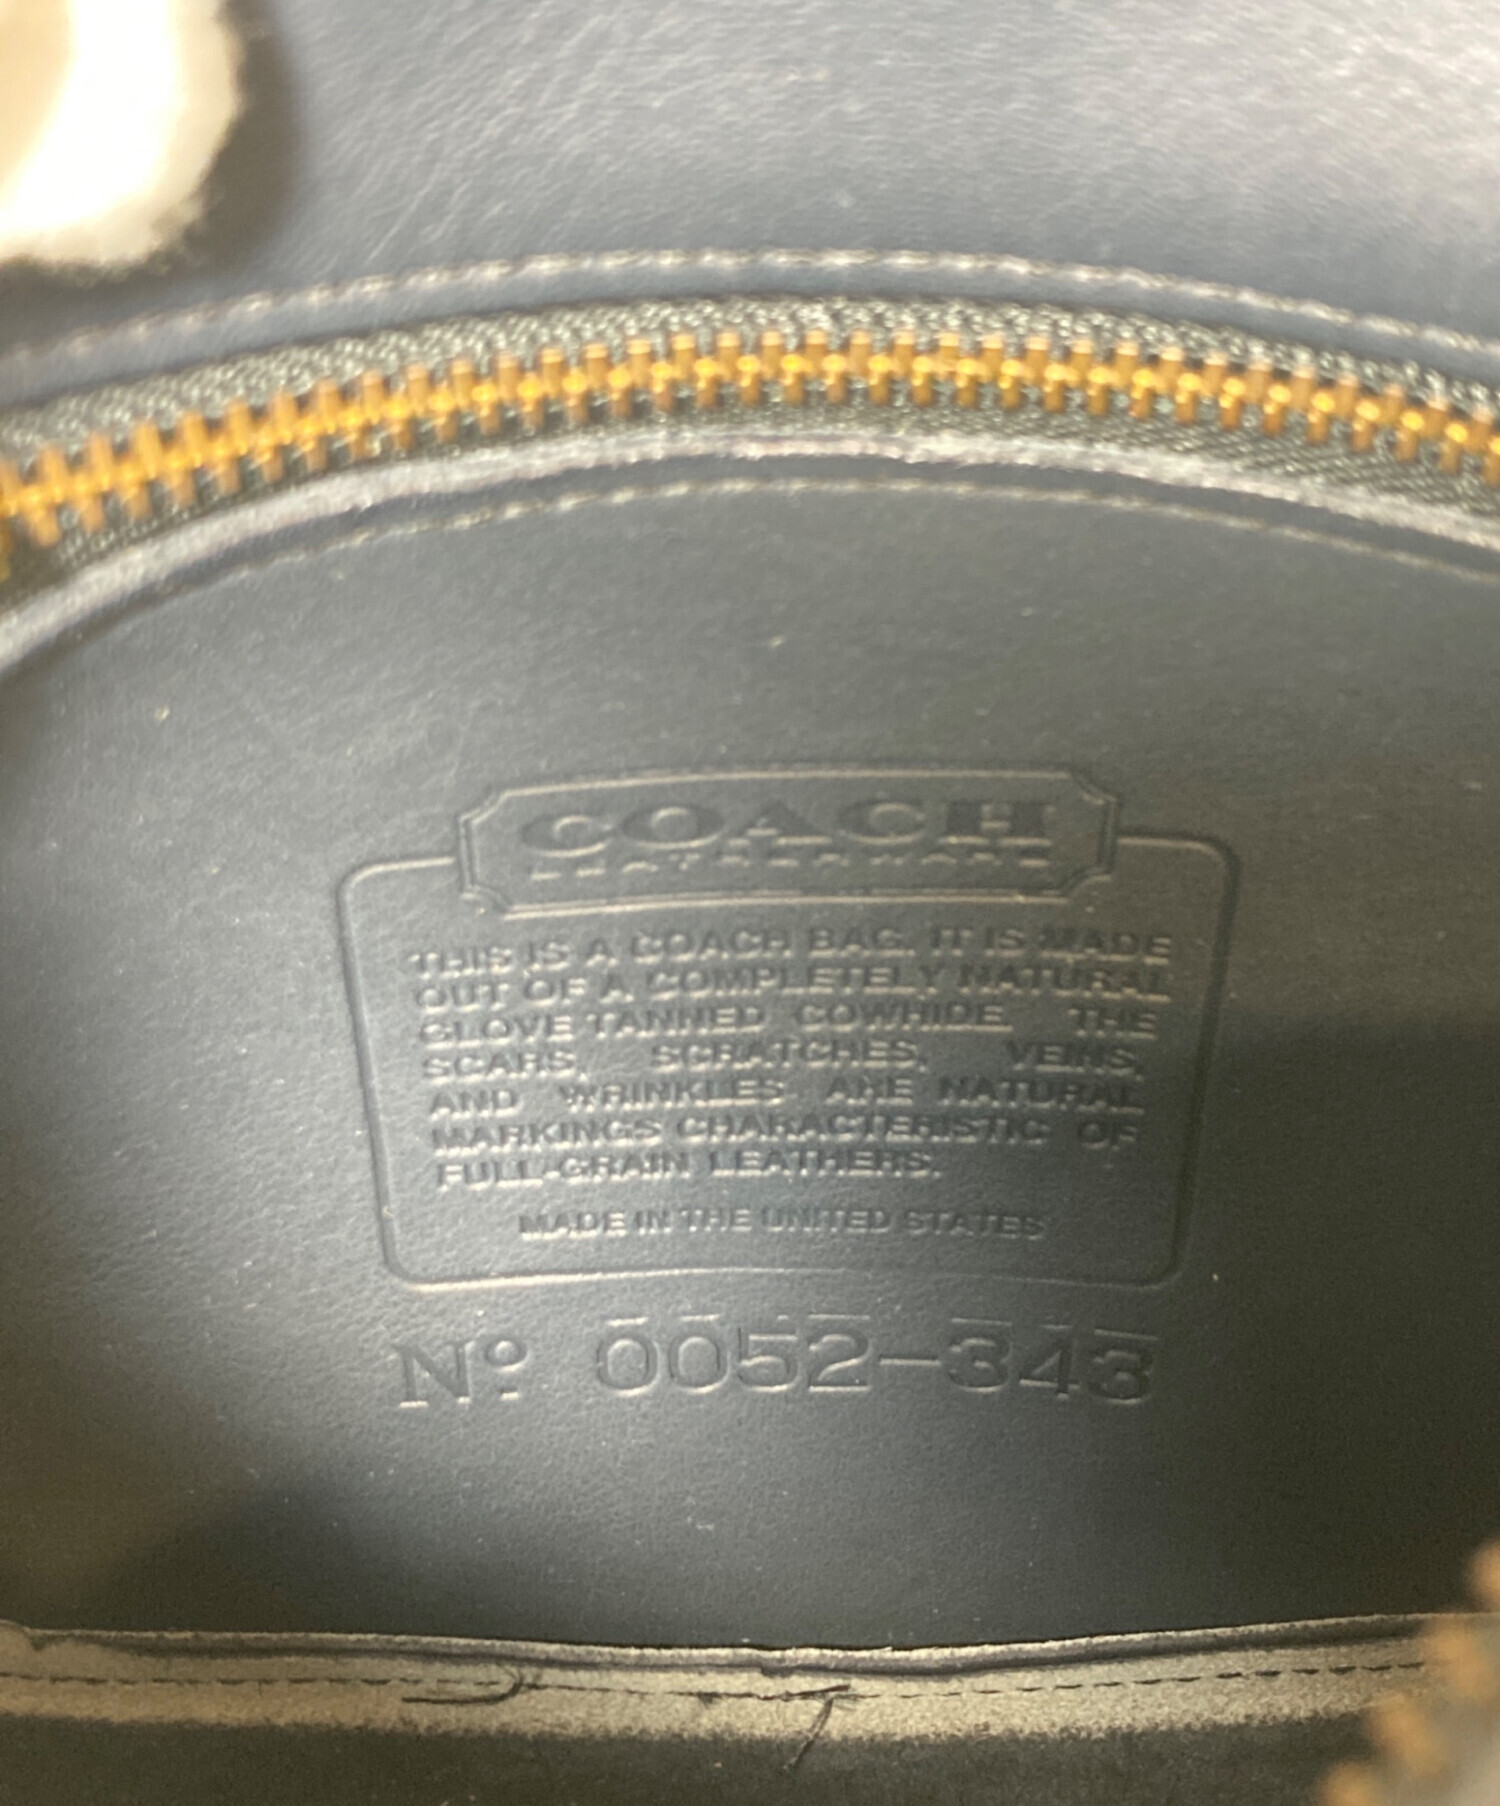 COACH
LEATHERWARE
THIS IS A COACH BAG. IT IS MADE
OUT OF A COMPLETELY NATURAL
GLOVE TANNED COWHIDE. THE
SCARS, SCRATCHES, VEINS,
AND WRINKLES ARE NATURAL
MARKINGS CHARACTERISTIC OF
FULL-GRAIN LEATHERS.
MADE IN THE UNITED STATES
Nº 0052-343